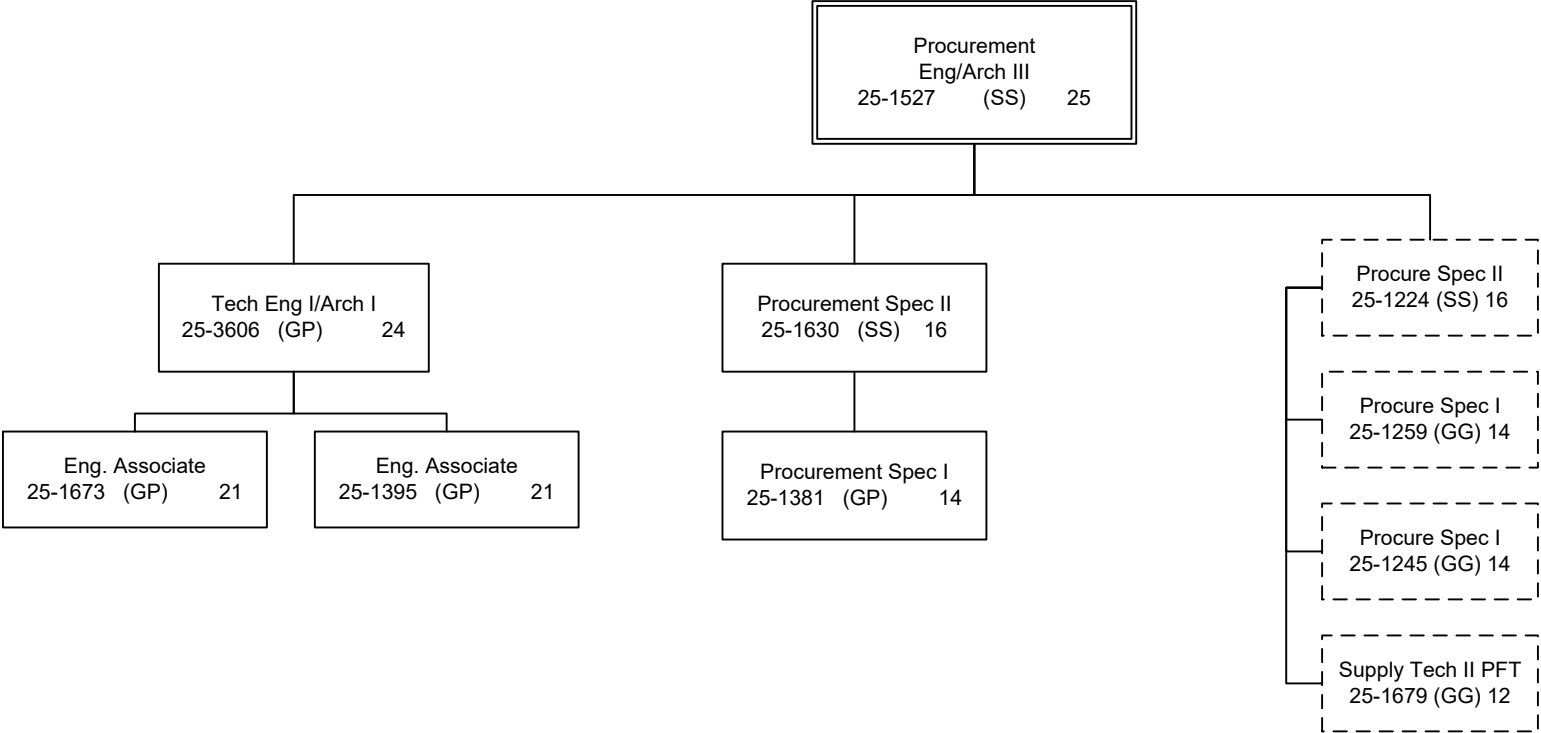 Procurement
Eng/Arch III
25-1527 (SS) 25
Tech Eng I/Arch I
25-3606 (GP) 24
Procurement Spec II
25-1630 (SS) 16
Procure Spec II
25-1224 (SS) 16
Procure Spec I
25-1259 (GG) 14
Eng. Associate
25-1673 (GP) 21
Eng. Associate
25-1395 (GP) 21
Procurement Spec I
25-1381 (GP) 14
Procure Spec I
25-1245 (GG) 14
Supply Tech II PFT
25-1679 (GG) 12